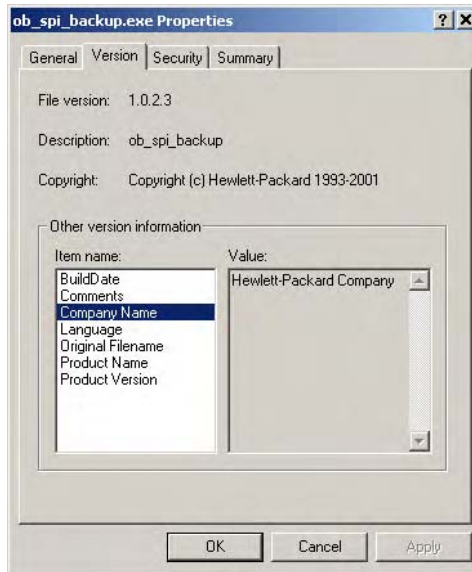 ob_spi_backup.exe Properties ? X
General Version Security Summary
File version: 1.0.2.3
Description: ob_spi_backup
Copyright: Copyright (c) Hewlett-Packard 1993-2001
Other version information
Item name: Value:
BuildDate Hewlett-Packard Company
Comments
Company Name
Language
Original Filename
Product Name
Product Version
OK Cancel Apply